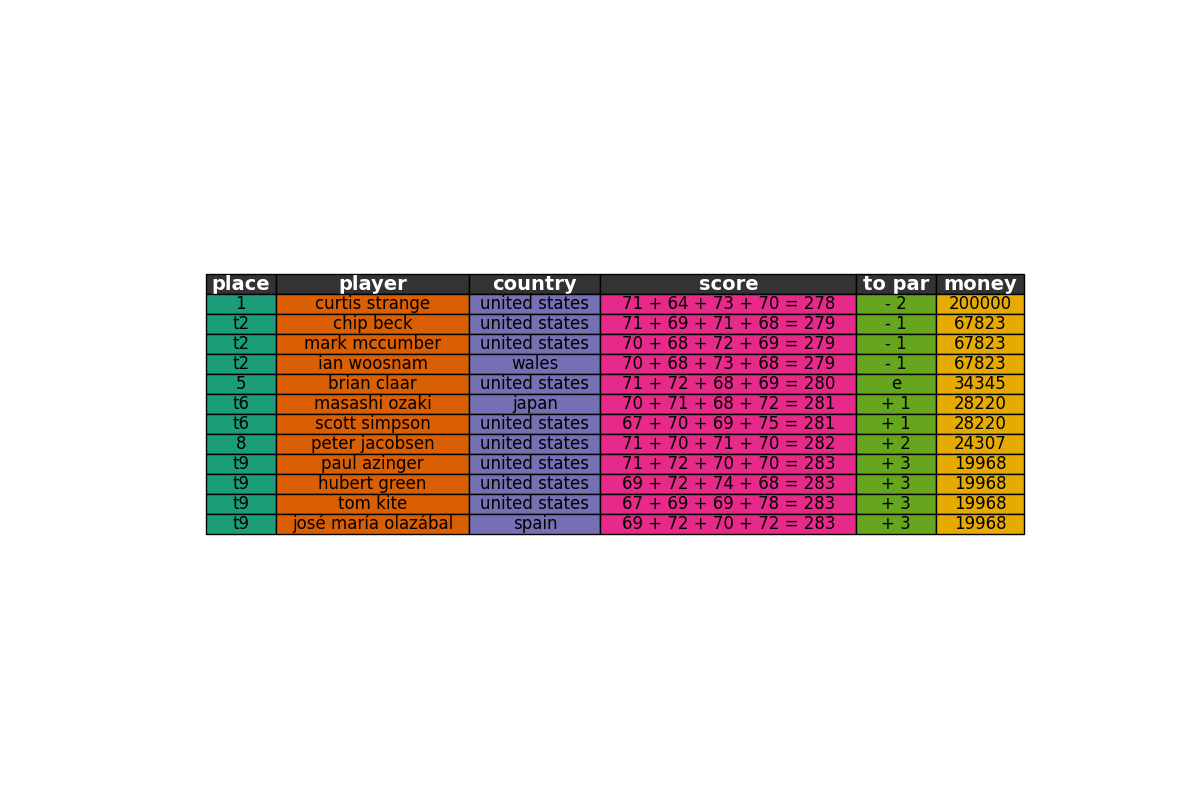 place player country score to par money
1 curtis strange united states 71 + 64 + 73 + 70 = 278 - 2 200000
t2 chip beck united states 71 + 69 + 71 + 68 = 279 - 1 67823
t2 mark mccumber united states 70 + 68 + 72 + 69 = 279 - 1 67823
t2 ian woosnam wales 70 + 68 + 73 + 68 = 279 - 1 67823
5 brian claar united states 71 + 72 + 68 + 69 = 280 e 34345
t6 masashi ozaki japan 70 + 71 + 68 + 72 = 281 + 1 28220
t6 scott simpson united states 67 + 70 + 69 + 75 = 281 + 1 28220
8 peter jacobsen united states 71 + 70 + 71 + 70 = 282 + 2 24307
t9 paul azinger united states 71 + 72 + 70 + 70 = 283 + 3 19968
t9 hubert green united states 69 + 72 + 74 + 68 = 283 + 3 19968
t9 tom kite united states 67 + 69 + 69 + 78 = 283 + 3 19968
t9 josé maría olazábal spain 69 + 72 + 70 + 72 = 283 + 3 19968